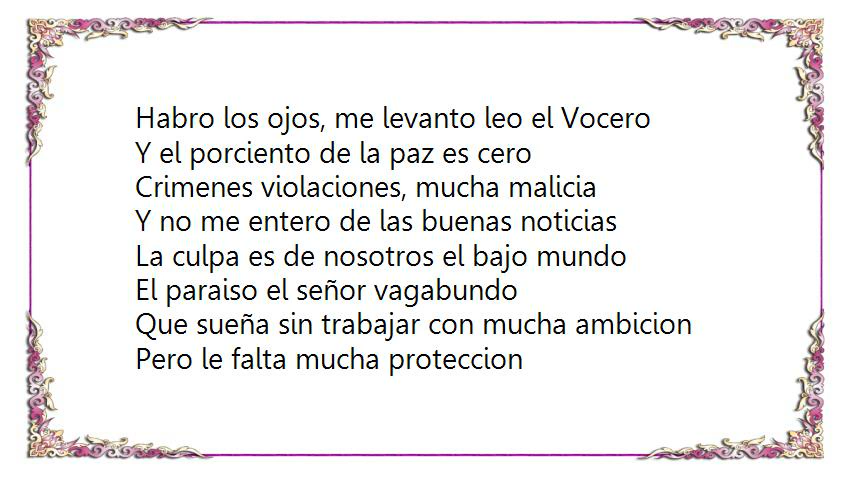 Habro los ojos, me levanto leo el Vocero
Y el porciento de la paz es cero
Crimenes violaciones, mucha malicia
Y no me entero de las buenas noticias
La culpa es de nosotros el bajo mundo
El paraiso el señor vagabundo
Que sueña sin trabajar con mucha ambicion
Pero le falta mucha proteccion